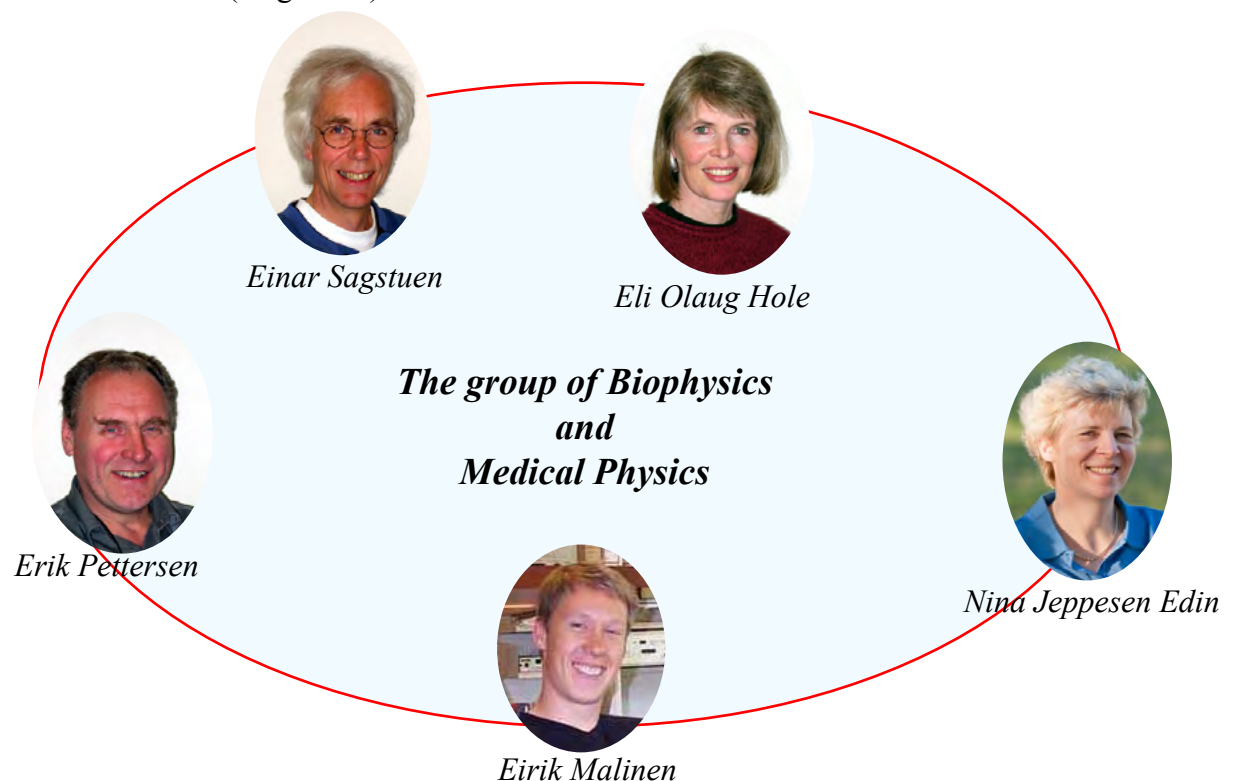 Einar Sagstuen
Eli Olaug Hole
The group of Biophysics
and
Medical Physics
Erik Pettersen
Nina Jeppesen Edin
Eirik Malinen